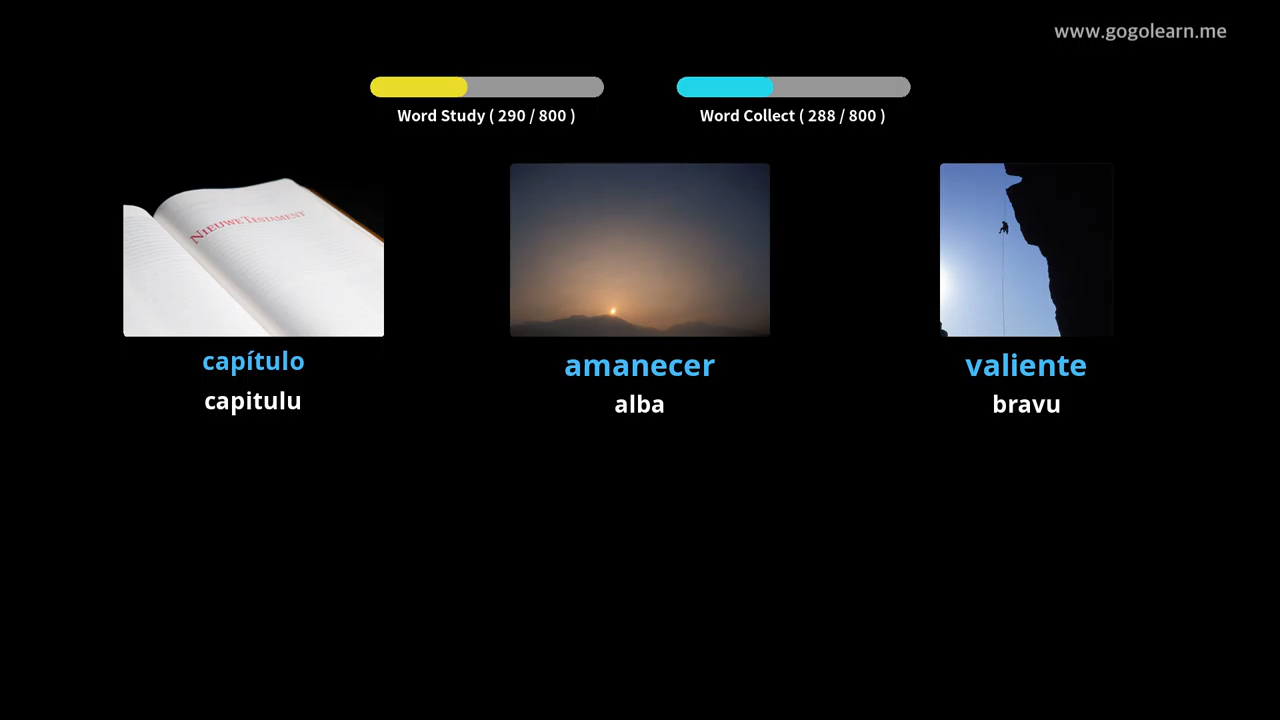 www.gogolearn.me
Word Study ( 290 / 800 )
Word Collect ( 288 / 800 )
NIEUWE TESTAMENT
capítulo
capitulu
amanecer
alba
valiente
bravu